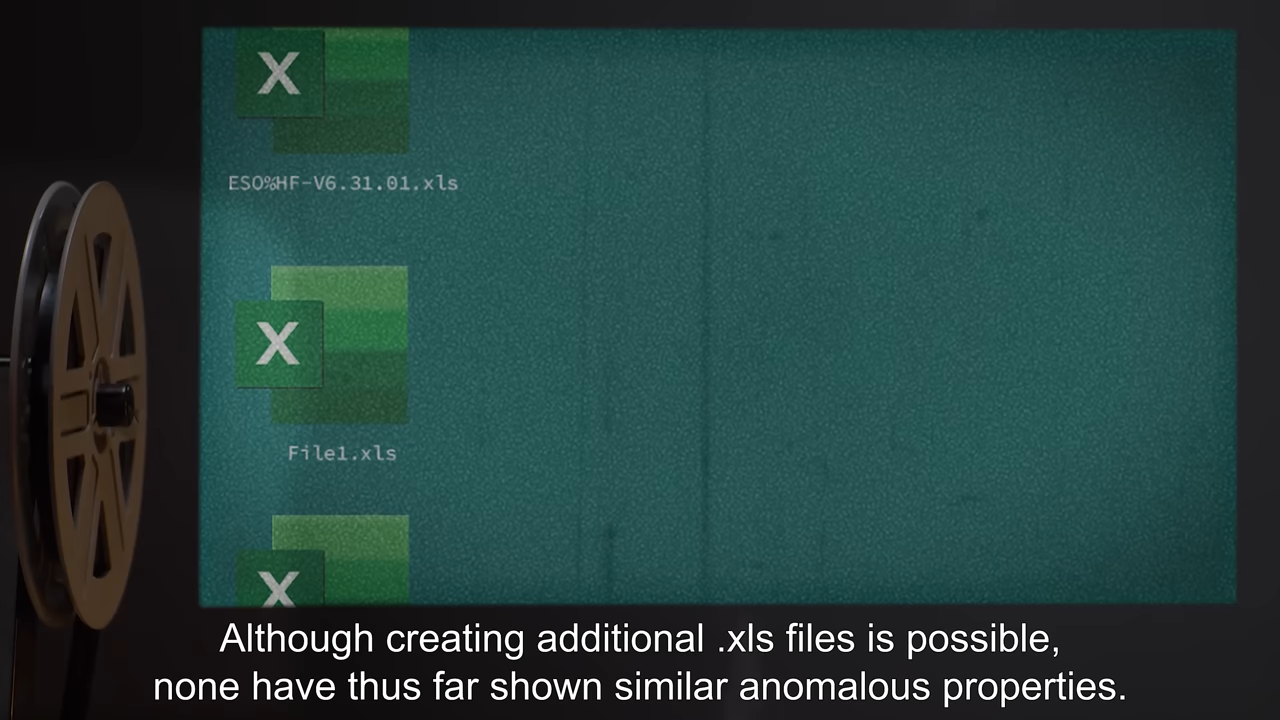 X
ESO%HF-V6.31.01.xls
X
File1.xls
X
Although creating additional .xls files is possible,
none have thus far shown similar anomalous properties.